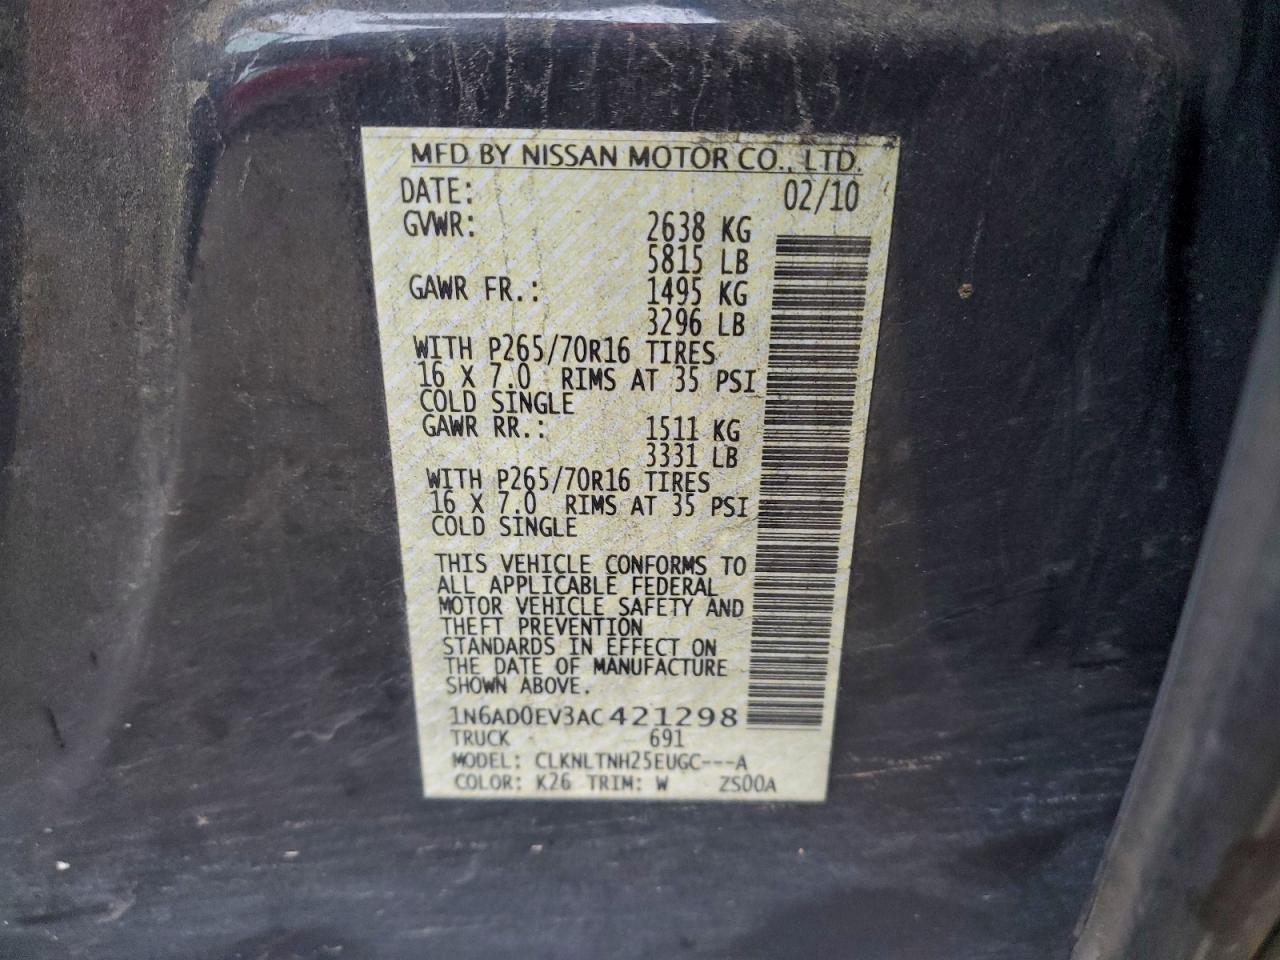 MFD BY NISSAN MOTOR CO., LTD.
DATE: 02/10
GVWR: 2638 KG
5815 LB
GAWR FR.: 1495 KG
3296 LB
WITH P265/70R16 TIRES
16 X 7.0 RIMS AT 35 PSI
COLD SINGLE
GAWR RR.: 1511 KG
3331 LB
WITH P265/70R16 TIRES
16 X 7.0 RIMS AT 35 PSI
COLD SINGLE
THIS VEHICLE CONFORMS TO
ALL APPLICABLE FEDERAL
MOTOR VEHICLE SAFETY AND
THEFT PREVENTION
STANDARDS IN EFFECT ON
THE DATE OF MANUFACTURE
SHOWN ABOVE.
1N6AD0EV3AC421298
TRUCK 691
MODEL: CLKNLTNH25EUGC---A
COLOR: K26 TRIM: W ZS00A